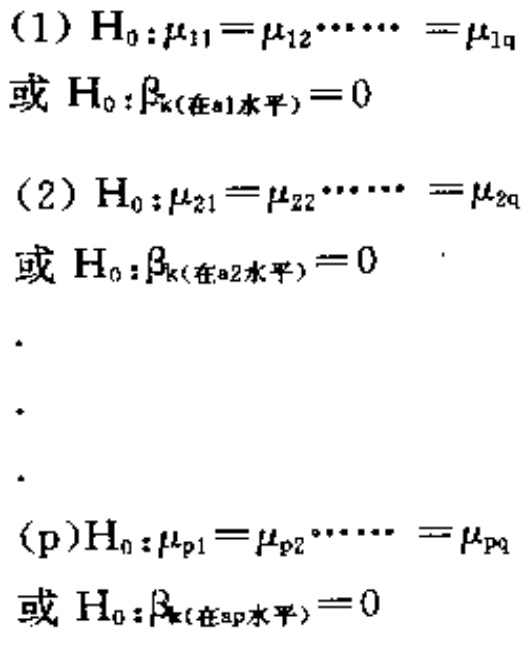 (1) H₀:μ₁₁=μ₁₂…… =μ₁q
或 H₀:βₖ(在a1水平)=0
(2) H₀:μ₂₁=μ₂₂…… =μ₂q
或 H₀:βₖ(在a2水平)=0
.
.
.
(p)H₀:μp1=μp2…… =μpq
或 H₀:βₖ(在ap水平)=0